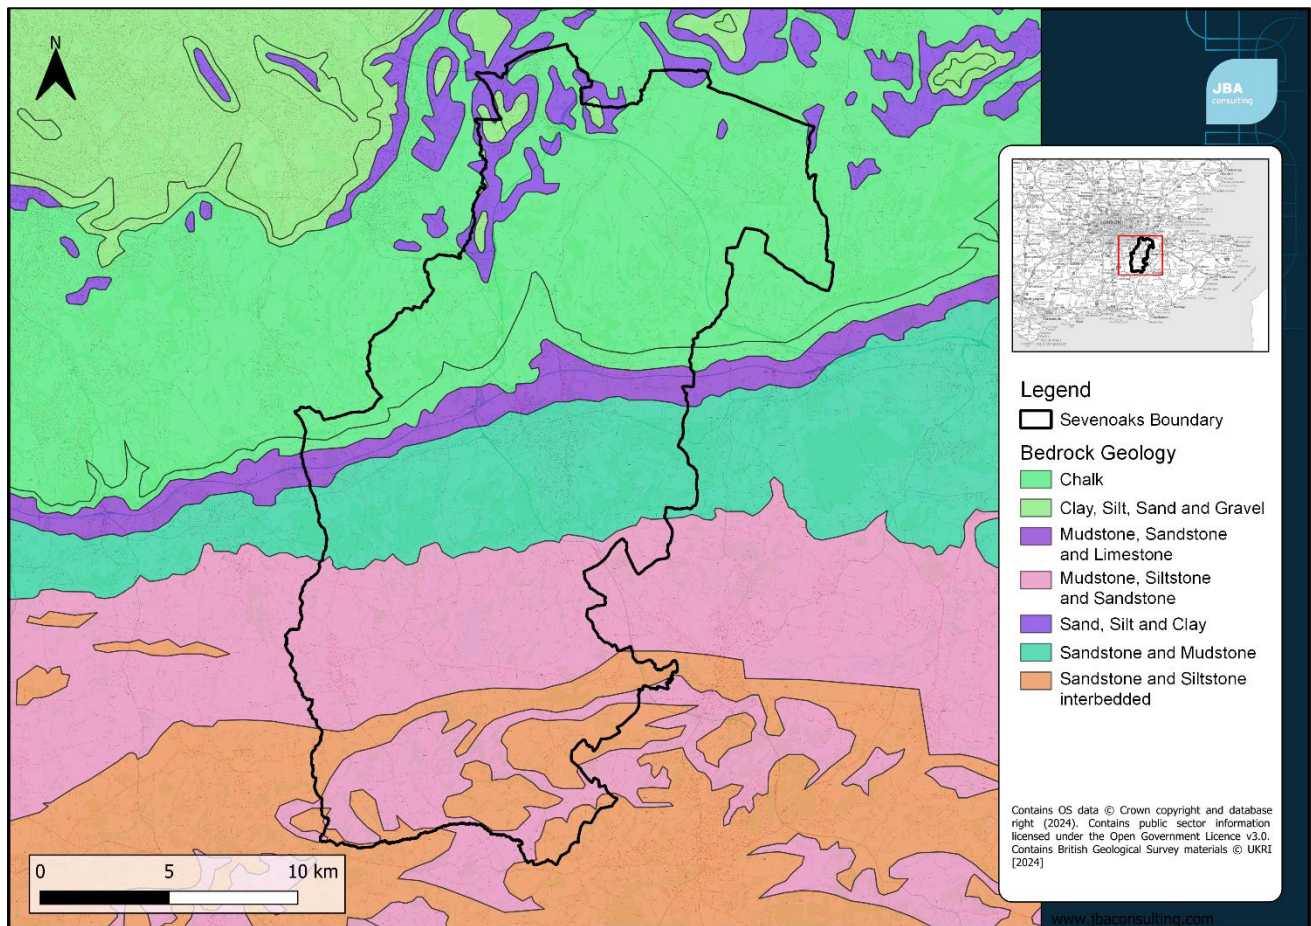 N
JBA
consulting
Legend
Sevenoaks Boundary
Bedrock Geology
Chalk
Clay, Silt, Sand and Gravel
Mudstone, Sandstone
and Limestone
Mudstone, Siltstone
and Sandstone
Sand, Silt and Clay
Sandstone and Mudstone
Sandstone and Siltstone
interbedded
Contains OS data © Crown copyright and database
right (2024). Contains public sector information
licensed under the Open Government Licence v3.0.
Contains British Geological Survey materials © UKRI
[2024]
0 5 10 km
www.jbaconsulting.com